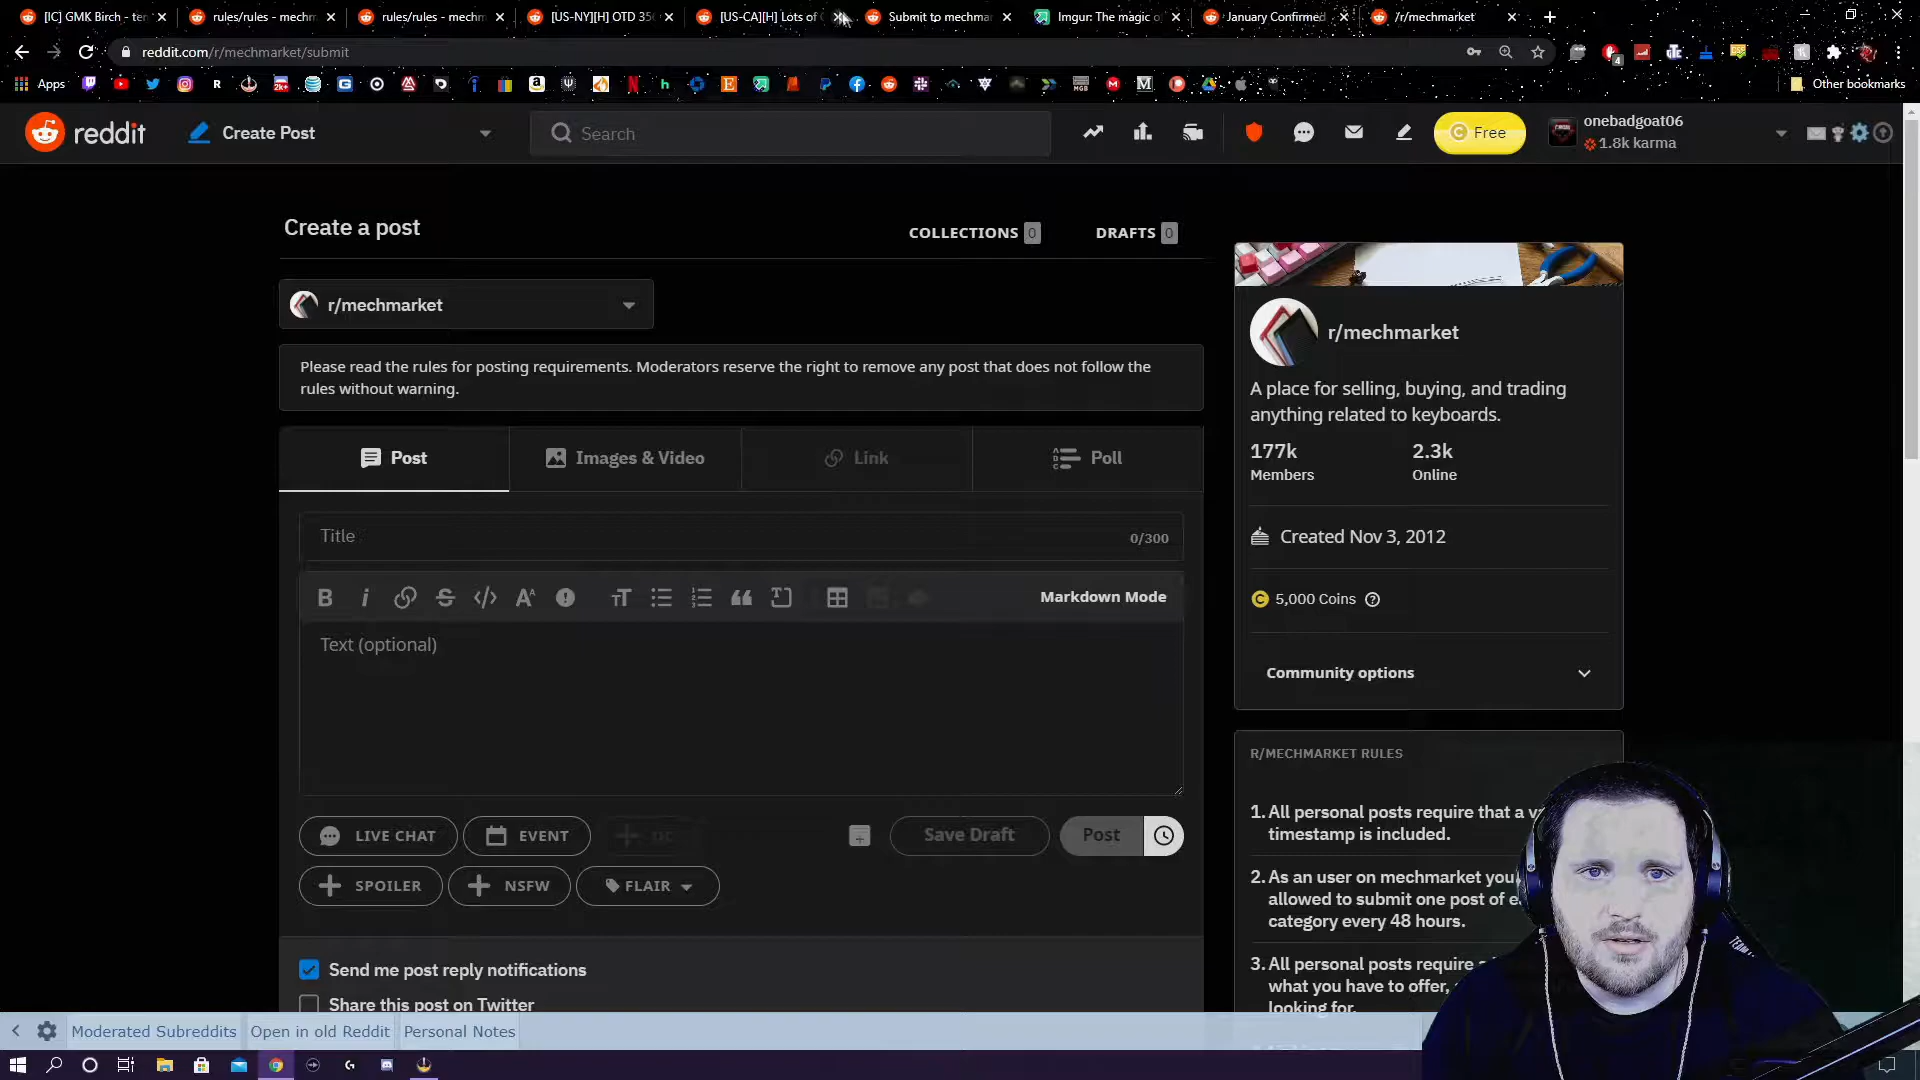 [IC] GMK Birch - ten
rules/rules - mechm
rules/rules - mechm
[US-NY][H] OTD 356
[US-CA][H] Lots of
Submit to mechma
Imgur: The magic o
January Confirmed
/r/mechmarket
reddit.com/r/mechmarket/submit
4
Apps
Other bookmarks
reddit
Create Post
Search
Free
onebadgoat06
1.8k karma
Create a post
COLLECTIONS 0
DRAFTS 0
r/mechmarket
Please read the rules for posting requirements. Moderators reserve the right to remove any post that does not follow the
rules without warning.
Post
Images & Video
Link
Poll
Title
0/300
Markdown Mode
Text (optional)
LIVE CHAT
EVENT
Save Draft
Post
SPOILER
NSFW
FLAIR
Send me post reply notifications
Share this post on Twitter
r/mechmarket
A place for selling, buying, and trading
anything related to keyboards.
177k
Members
2.3k
Online
Created Nov 3, 2012
5,000 Coins
Community options
R/MECHMARKET RULES
1. All personal posts require that a v
timestamp is included.
2. As an user on mechmarket you
allowed to submit one post of e
category every 48 hours.
3. All personal posts require
what you have to offer,
looking for.
Moderated Subreddits
Open in old Reddit
Personal Notes